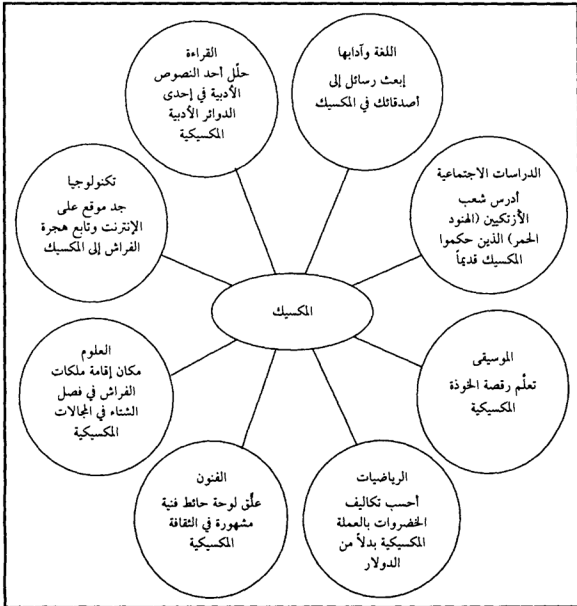 اللغة وآدابها
إبعث رسائل إلى
أصدقائك في المكسيك
الدراسات الاجتماعية
أدرس شعب
الأزتكيين (الهنود
الحمر) الذين حكموا
المكسيك قديماً
الموسيقى
تعلّم رقصة الخوذة
المكسيكية
الرياضيات
أحسب تكاليف
الخضروات بالعملة
المكسيكية بدلاً من
الدولار
الفنون
علّق لوحة حائط فنية
مشهورة في الثقافة
المكسيكية
العلوم
مكان إقامة ملكات
الفراش في فصل
الشتاء في المجالات
المكسيكية
تكنولوجيا
جد موقع على
الإنترنت وتابع هجرة
الفراش إلى المكسيك
القراءة
حلّل أحد النصوص
الأدبية في إحدى
الدوائر الأدبية
المكسيكية
المكسيك